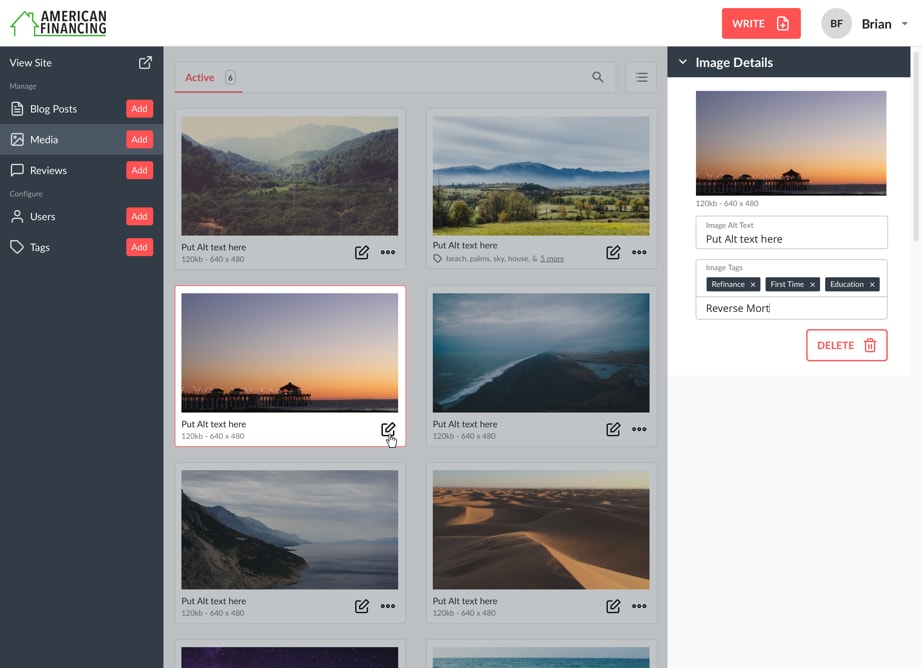 AMERICAN
FINANCING
WRITE
BF
Brian
View Site
Manage
Blog Posts
Add
Media
Add
Reviews
Add
Configure
Users
Add
Tags
Add
Active
6
Put Alt text here
120kb - 640 x 480
Put Alt text here
beach, palms, sky, house, & 5 more
Put Alt text here
120kb - 640 x 480
Put Alt text here
120kb - 640 x 480
Put Alt text here
120kb - 640 x 480
Put Alt text here
120kb - 640 x 480
Image Details
120kb - 640 x 480
Image Alt Text
Put Alt text here
Image Tags
Refinance × First Time × Education ×
Reverse Mort
DELETE